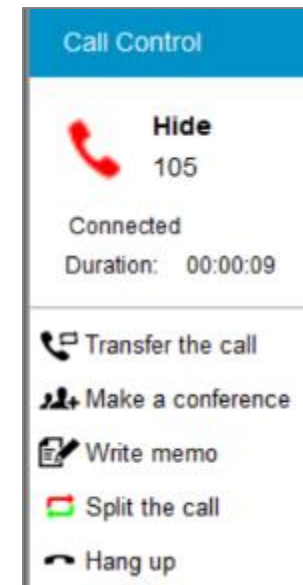 Call Control
Hide
105
Connected
Duration: 00:00:09
Transfer the call
Make a conference
Write memo
Split the call
Hang up